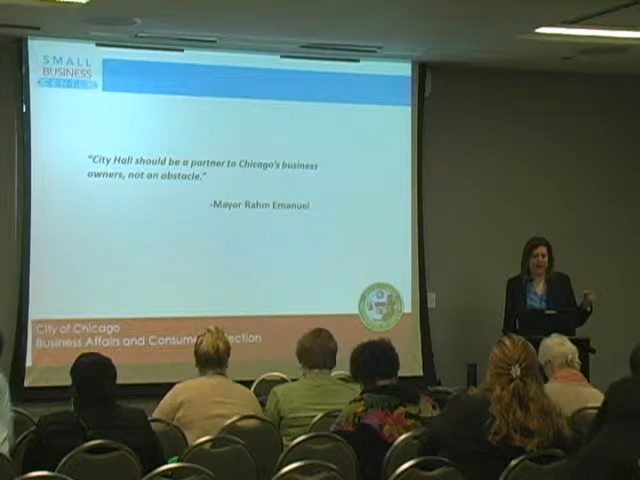 SMALL
BUSINESS
CENTER
"City Hall should be a partner to Chicago's business
owners, not an obstacle."
-Mayor Rahm Emanuel
City of Chicago
Business Affairs and Consumer Protection